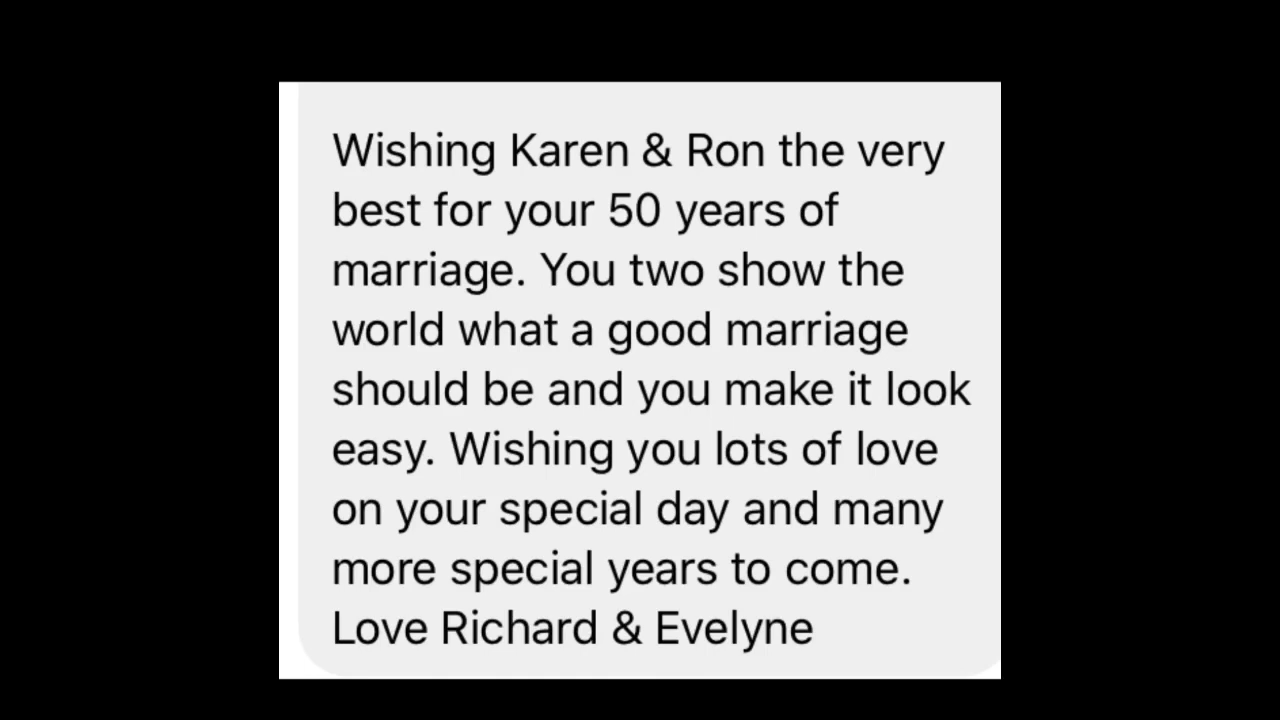 Wishing Karen & Ron the very
best for your 50 years of
marriage. You two show the
world what a good marriage
should be and you make it look
easy. Wishing you lots of love
on your special day and many
more special years to come.
Love Richard & Evelyne